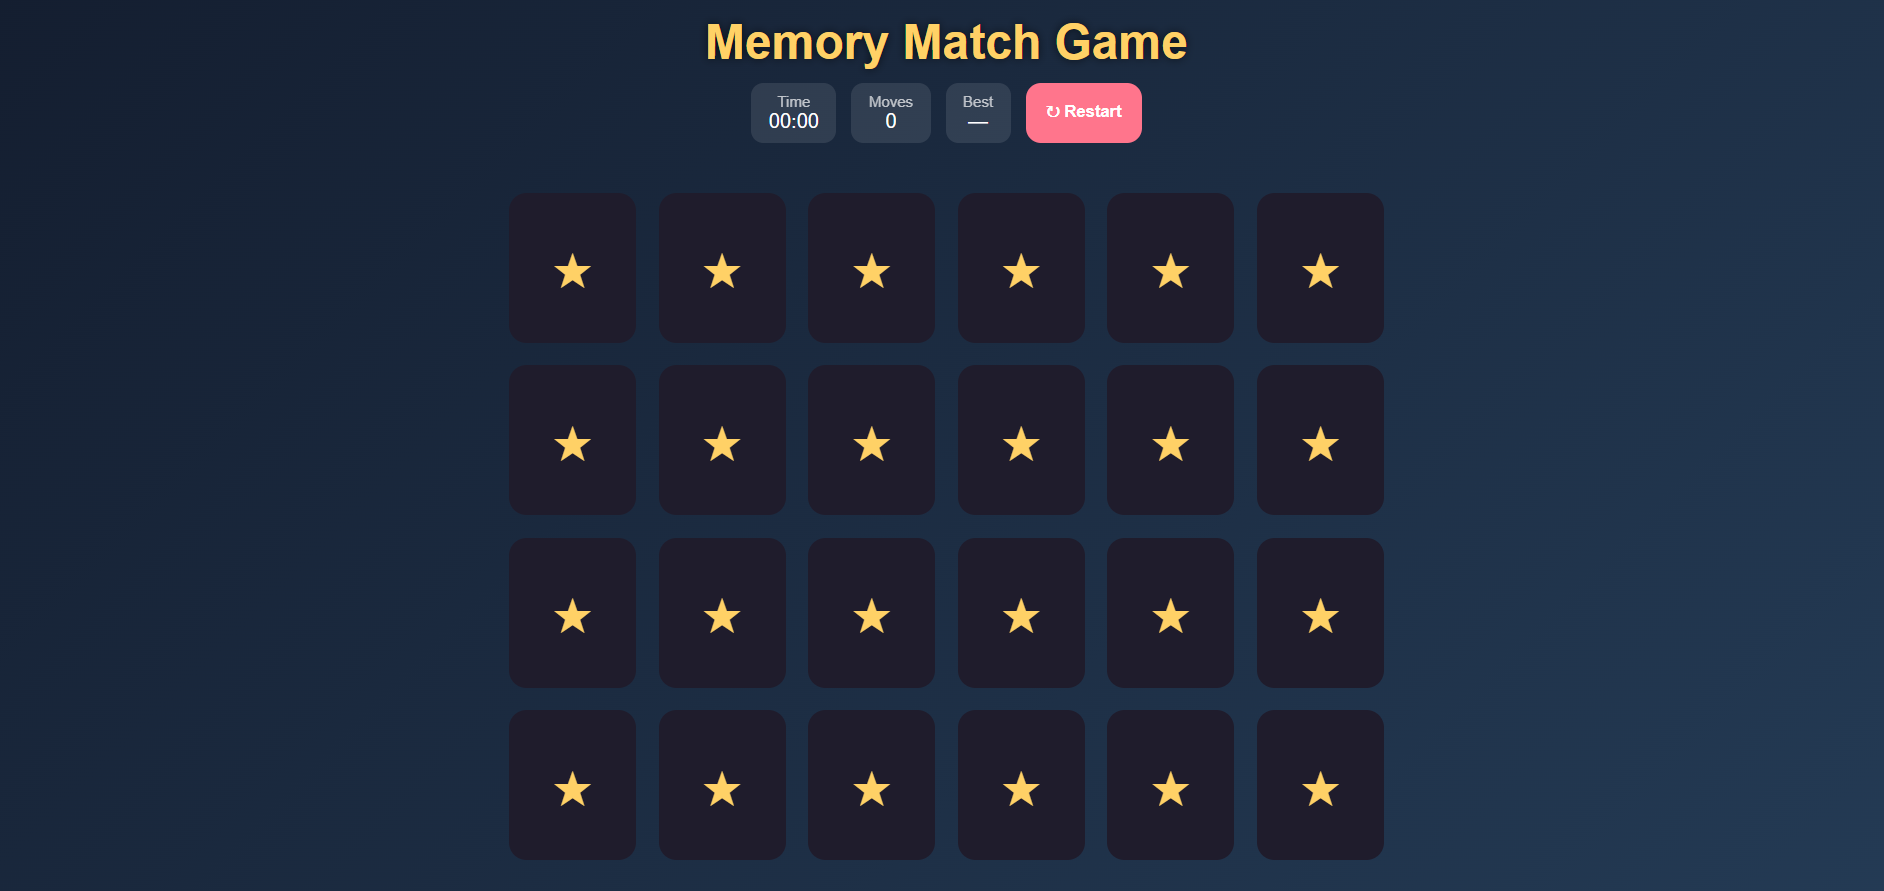 Memory Match Game
Time
00:00
Moves
0
Best
—
↻ Restart